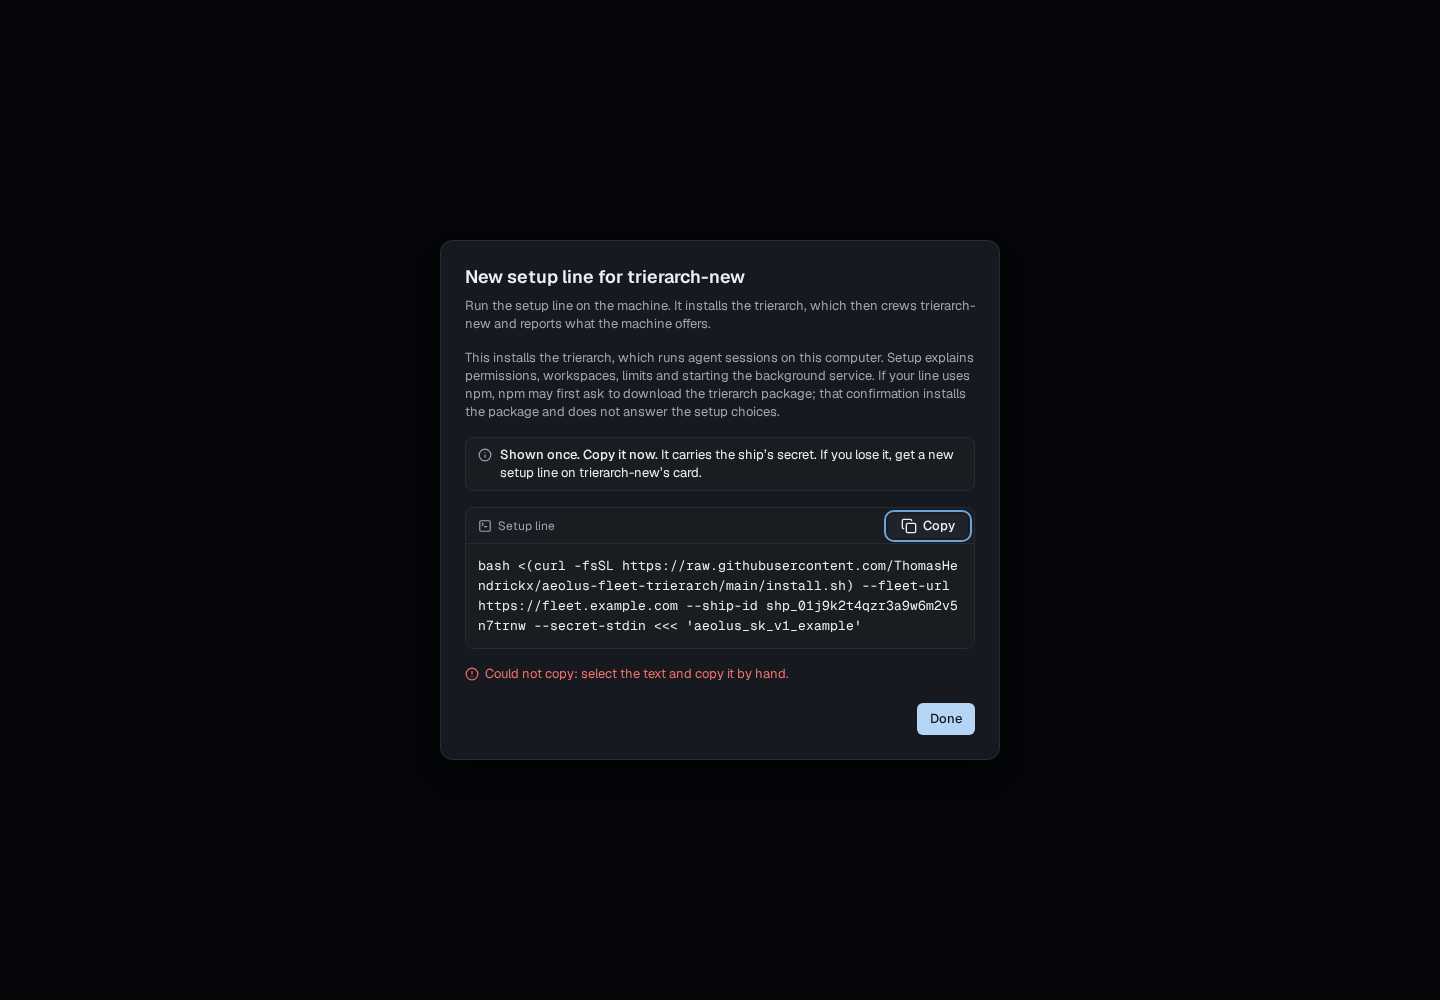 New setup line for trierarch-new
Run the setup line on the machine. It installs the trierarch, which then crews trierarch-
new and reports what the machine offers.
This installs the trierarch, which runs agent sessions on this computer. Setup explains
permissions, workspaces, limits and starting the background service. If your line uses
npm, npm may first ask to download the trierarch package; that confirmation installs
the package and does not answer the setup choices.
Shown once. Copy it now. It carries the ship’s secret. If you lose it, get a new
setup line on trierarch-new’s card.
Setup line
Copy
bash <(curl -fsSL https://raw.githubusercontent.com/ThomasHe
ndrickx/aeolus-fleet-trierarch/main/install.sh) --fleet-url
https://fleet.example.com --ship-id shp_01j9k2t4qzr3a9w6m2v5
n7trnw --secret-stdin <<< 'aeolus_sk_v1_example'
Could not copy: select the text and copy it by hand.
Done